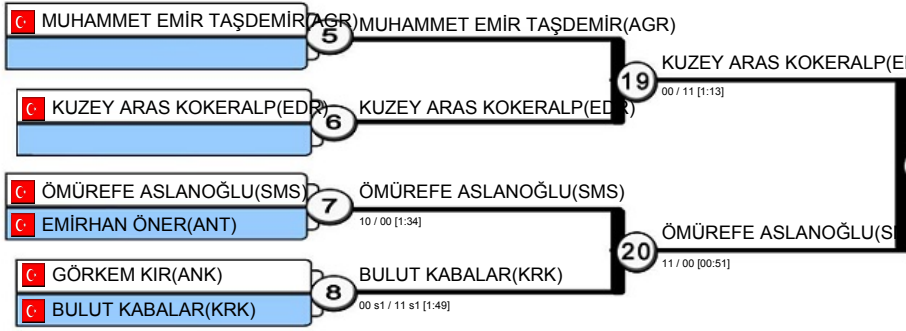 MUHAMMET EMİR TAŞDEMİR(AGR)
5
MUHAMMET EMİR TAŞDEMİR(AGR)
19
KUZEY ARAS KOKERALP(E
00 / 11 [1:13]
KUZEY ARAS KOKERALP(EDR)
6
KUZEY ARAS KOKERALP(EDR)
ÖMÜREFE ASLANOĞLU(SMS)
EMİRHAN ÖNER(ANT)
7
ÖMÜREFE ASLANOĞLU(SMS)
10 / 00 [1:34]
20
ÖMÜREFE ASLANOĞLU(S
11 / 00 [00:51]
GÖRKEM KIR(ANK)
BULUT KABALAR(KRK)
8
BULUT KABALAR(KRK)
00 s1 / 11 s1 [1:49]